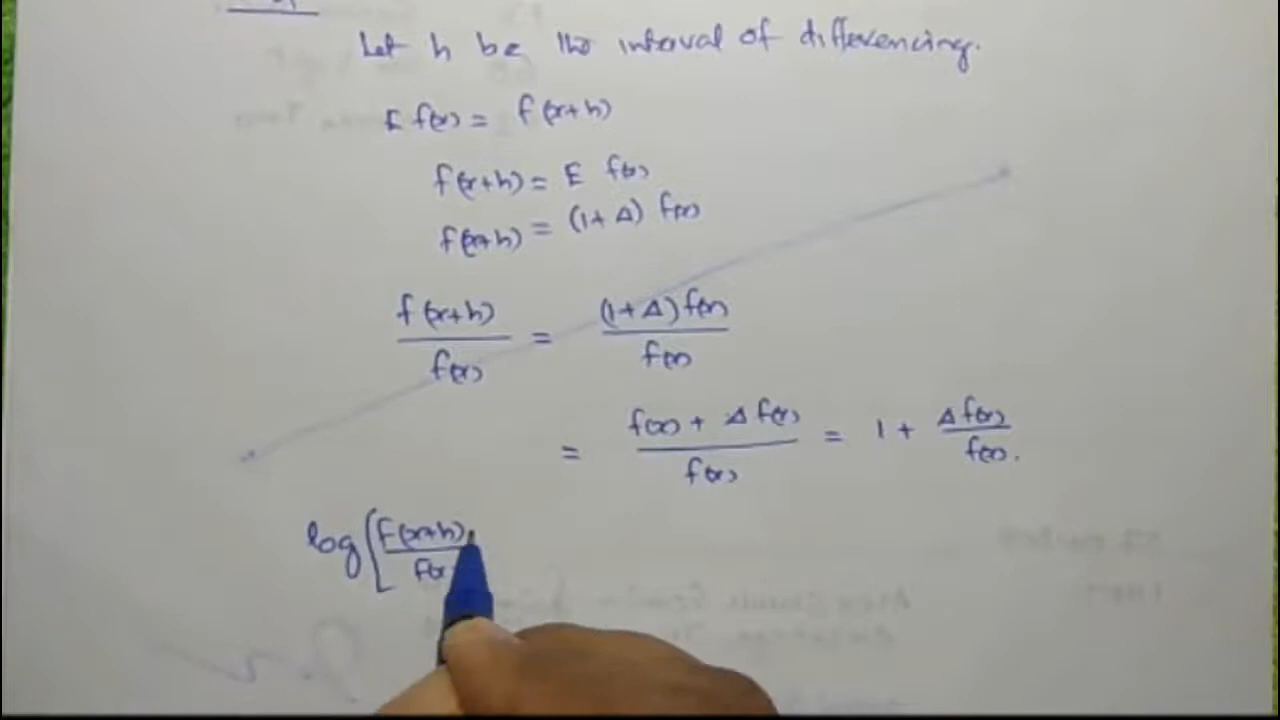 Let h be the interval of differencing.
E f(x) = f(x+h)
f(x+h) = E f(x)
f(x+h) = (1+Δ) f(x)
f(x+h)/f(x) = (1+Δ) f(x)/f(x)
= f(x) + Δ f(x)/f(x) = 1 + Δ f(x)/f(x).
log [f(x+h)/f(x